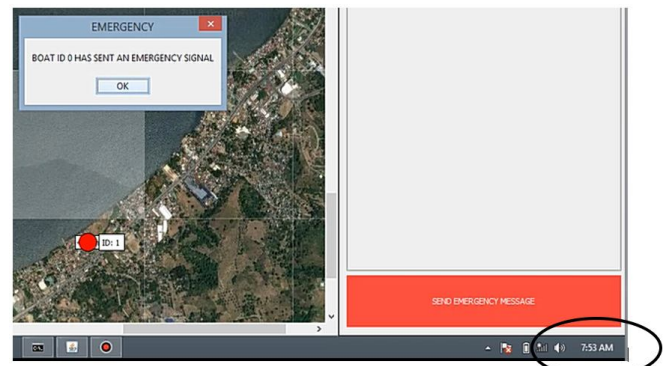 EMERGENCY
BOAT ID 0 HAS SENT AN EMERGENCY SIGNAL
OK
ID: 1
SEND EMERGENCY MESSAGE
7:53 AM